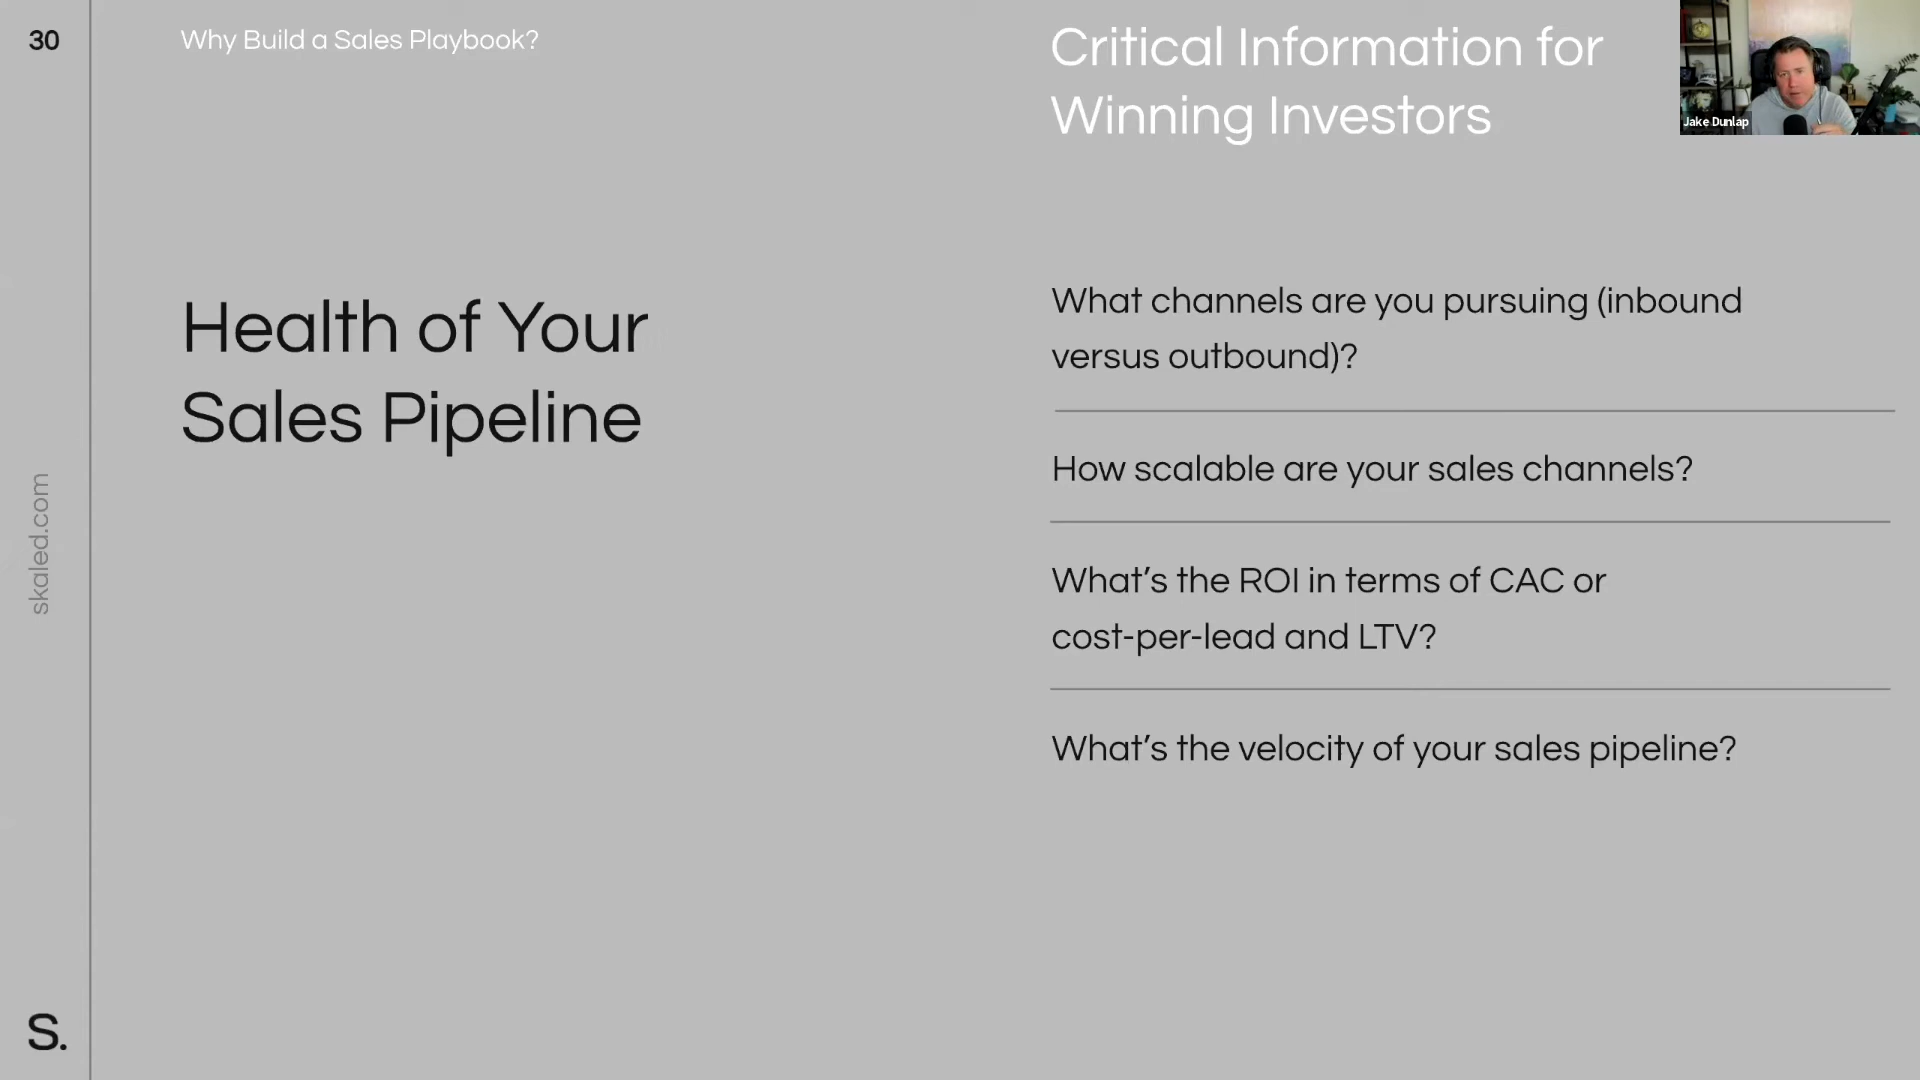 30
Why Build a Sales Playbook?
Critical Information for
Winning Investors
Jake Dunlap
Health of Your
Sales Pipeline
What channels are you pursuing (inbound
versus outbound)?
How scalable are your sales channels?
What’s the ROI in terms of CAC or
cost-per-lead and LTV?
What’s the velocity of your sales pipeline?
skaled.com
S.